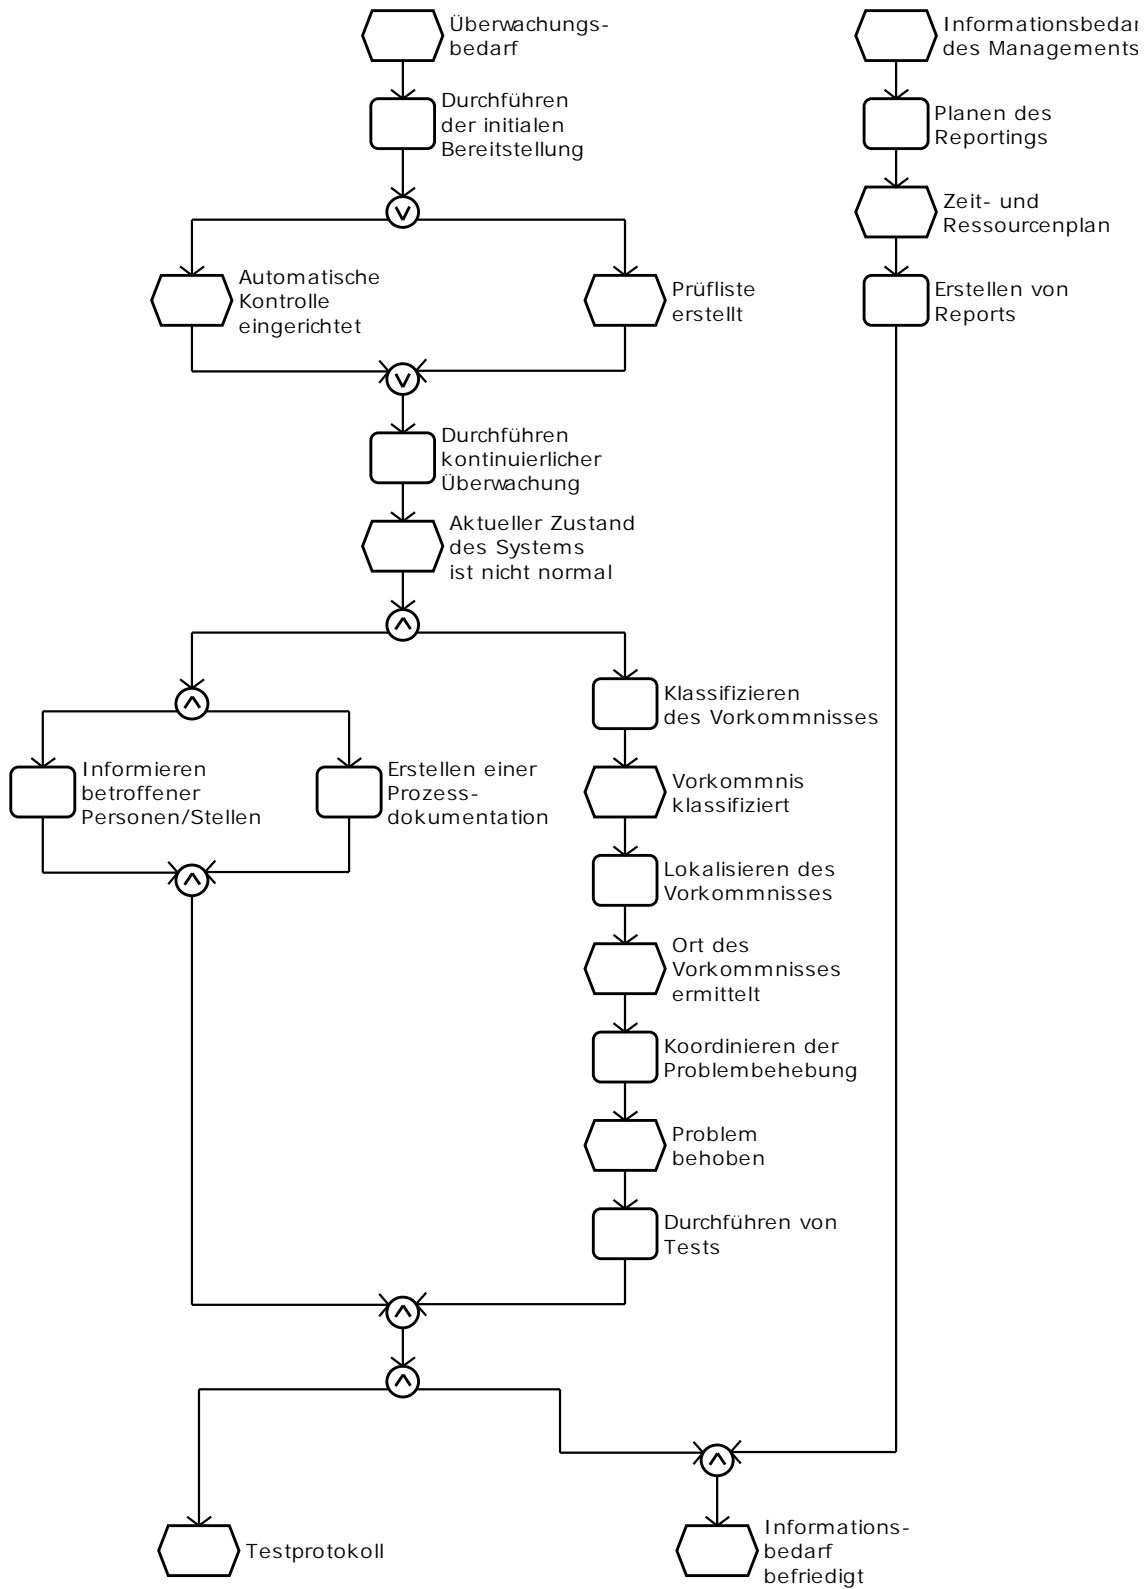 Überwachungs-
bedarf
Informationsbedar
des Managements
Durchführen
der initialen
Bereitstellung
Planen des
Reportings
Zeit- und
Ressourcenplan
Automatische
Kontrolle
eingerichtet
Prüfliste
erstellt
Erstellen von
Reports
Durchführen
kontinuierlicher
Überwachung
Aktueller Zustand
des Systems
ist nicht normal
Klassifizieren
des Vorkommnisses
Informieren
betroffener
Personen/Stellen
Erstellen einer
Prozess-
dokumentation
Vorkommnis
klassifiziert
Lokalisieren des
Vorkommnisses
Ort des
Vorkommnisses
ermittelt
Koordinieren der
Problembehebung
Problem
behoben
Durchführen von
Tests
Testprotokoll
Informations-
bedarf
befriedigt